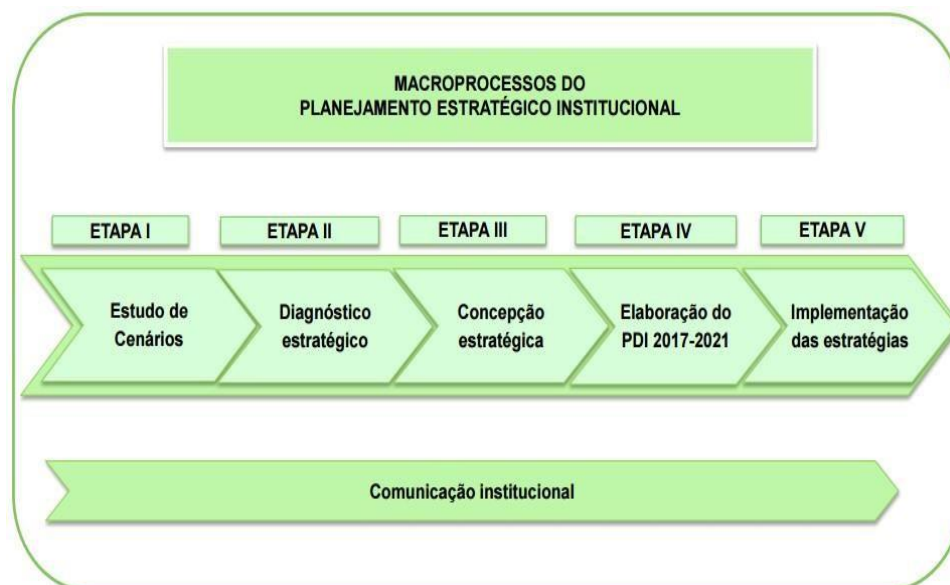 MACROPROCESSOS DO
PLANEJAMENTO ESTRATÉGICO INSTITUCIONAL
ETAPA I
ETAPA II
ETAPA III
ETAPA IV
ETAPA V
Estudo de
Cenários
Diagnóstico
estratégico
Concepção
estratégica
Elaboração do
PDI 2017-2021
Implementação
das estratégias
Comunicação institucional